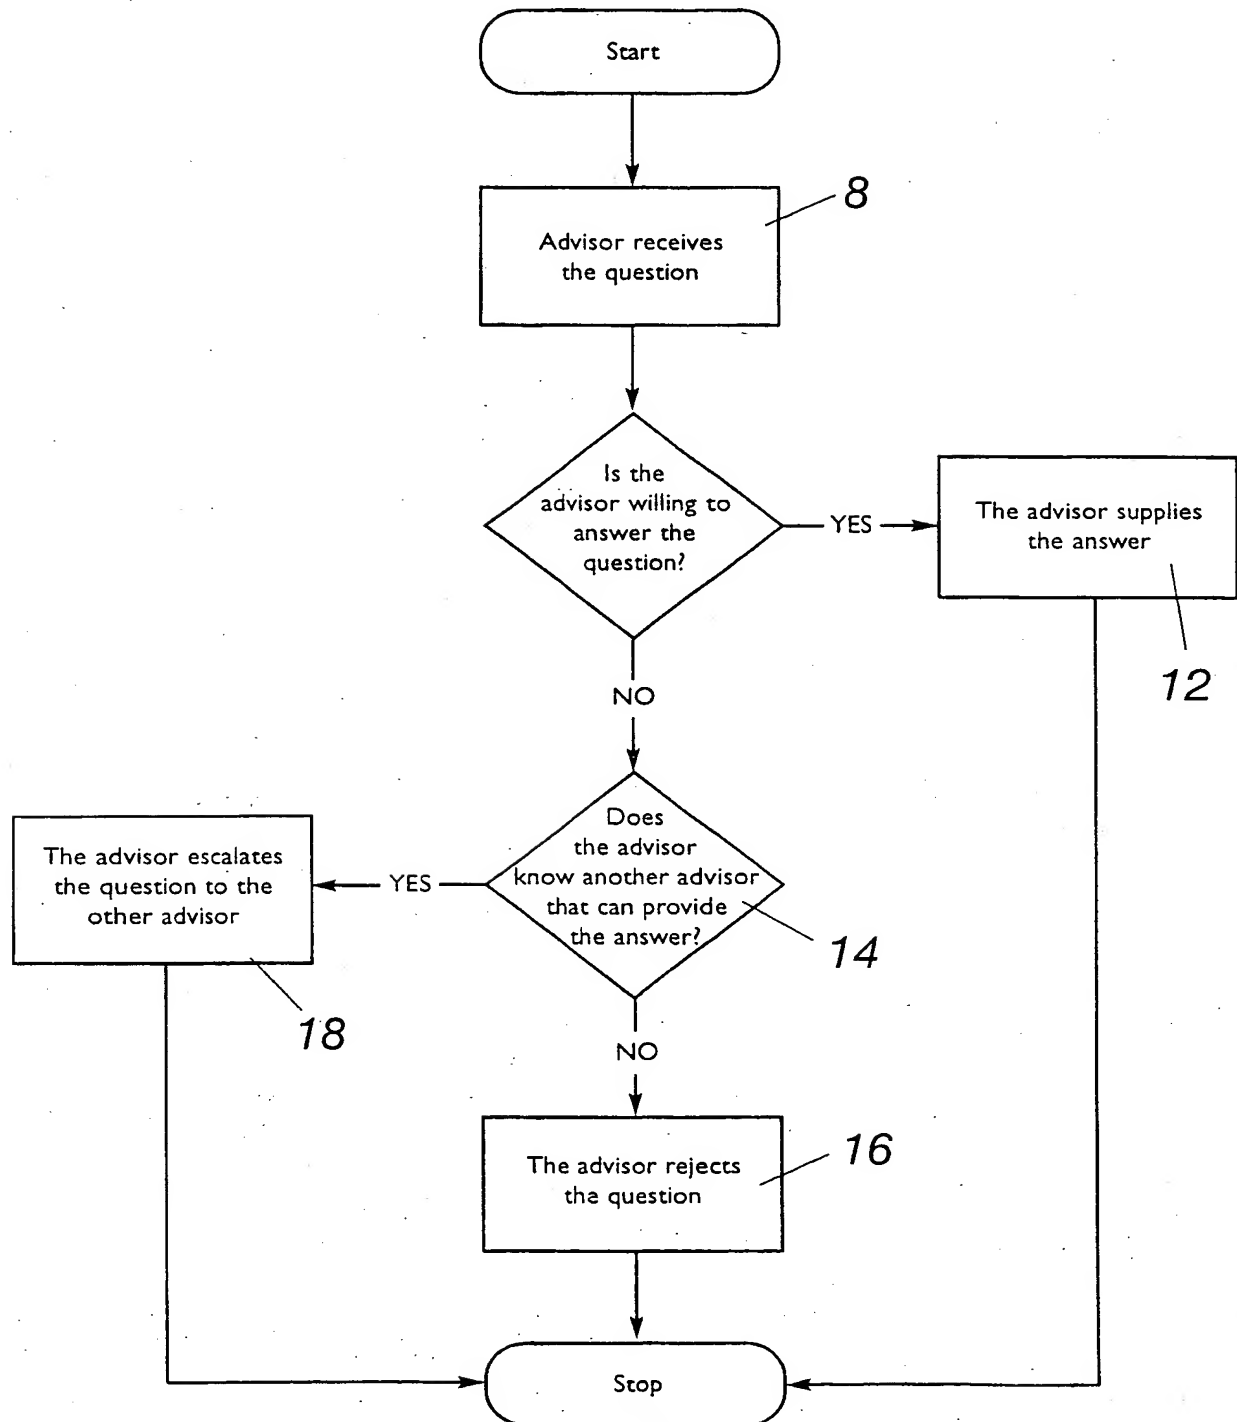 Start
8
Advisor receives
the question
Is the
advisor willing to
answer the
question?
YES
The advisor supplies
the answer
12
NO
Does
the advisor
know another advisor
that can provide
the answer?
14
YES
The advisor escalates
the question to the
other advisor
18
NO
The advisor rejects
the question
16
Stop